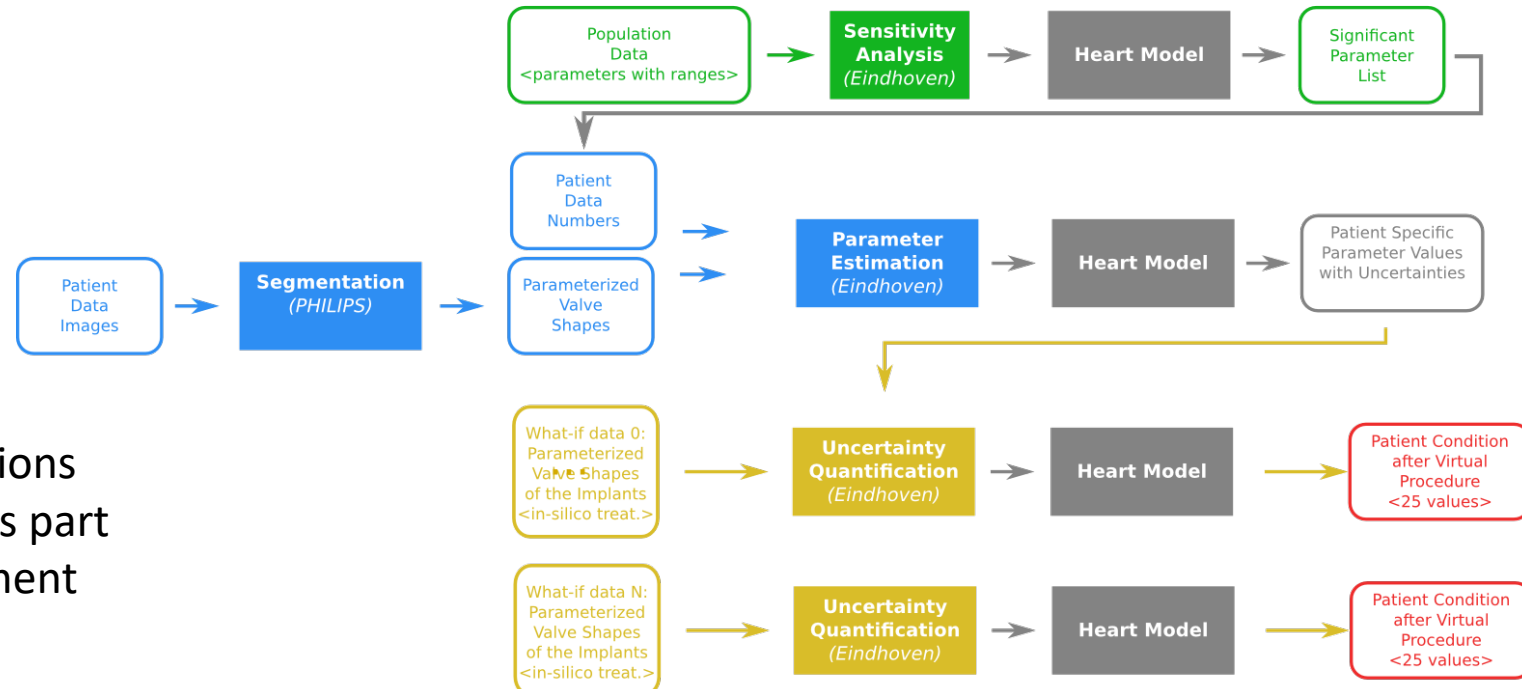 Population
Data
<parameters with ranges>
Sensitivity
Analysis
(Eindhoven)
Heart Model
Significant
Parameter
List
Patient
Data
Numbers
Patient
Data
Images
Segmentation
(PHILIPS)
Parameterized
Valve
Shapes
Parameter
Estimation
(Eindhoven)
Heart Model
Patient Specific
Parameter Values
with Uncertainties
What-if data 0:
Parameterized
Valve Shapes
of the Implants
<in-silico treat.>
Uncertainty
Quantification
(Eindhoven)
Heart Model
Patient Condition
after Virtual
Procedure
<25 values>
What-if data N:
Parameterized
Valve Shapes
of the Implants
<in-silico treat.>
Uncertainty
Quantification
(Eindhoven)
Heart Model
Patient Condition
after Virtual
Procedure
<25 values>
ions
s part
nent